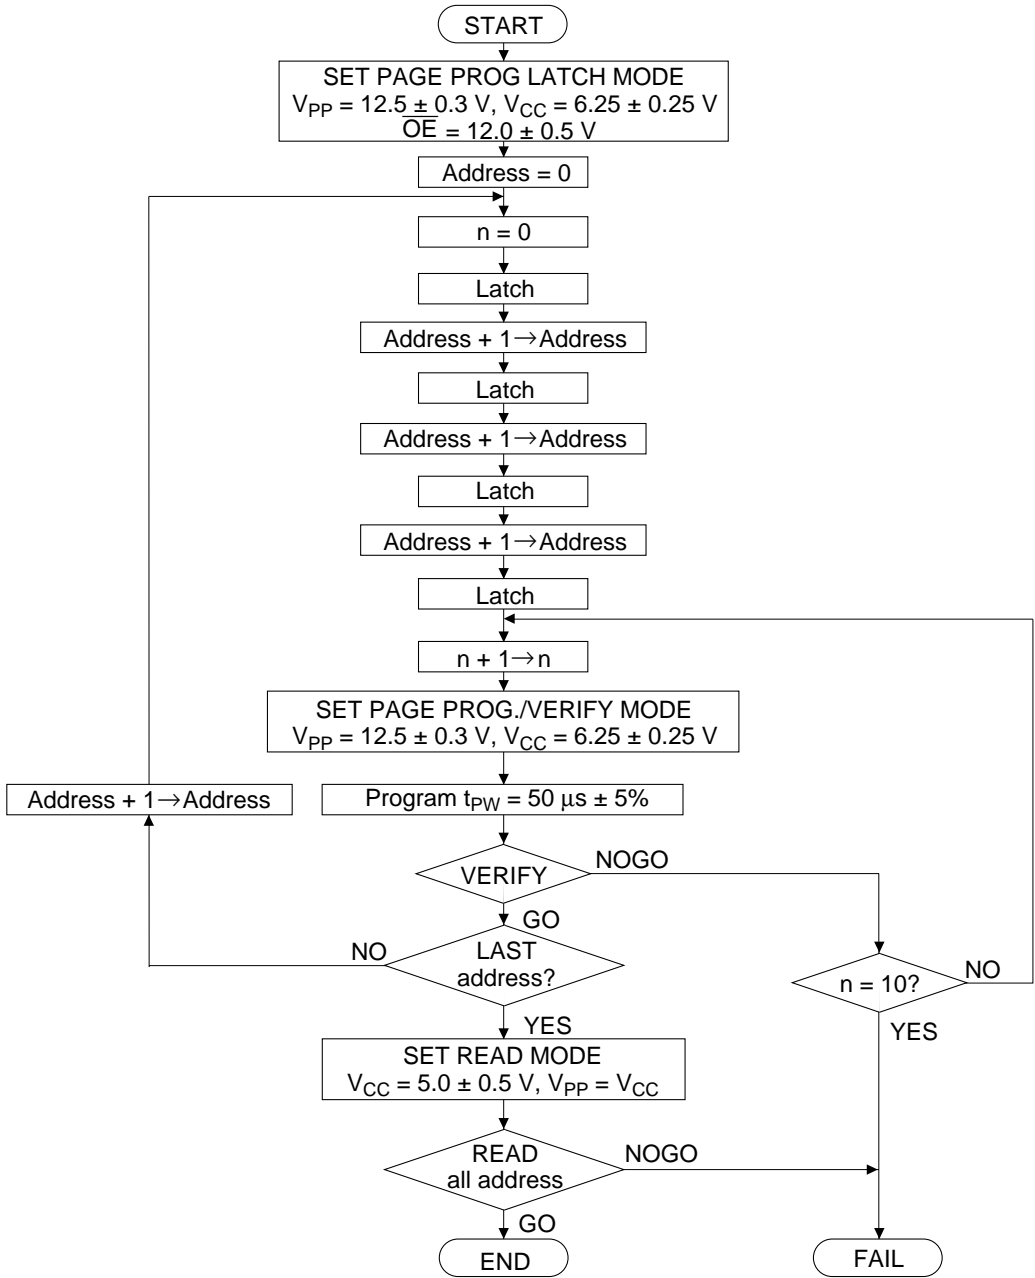 START
SET PAGE PROG LATCH MODE
VPP = 12.5 ± 0.3 V, VCC = 6.25 ± 0.25 V
O̅E̅ = 12.0 ± 0.5 V
Address = 0
n = 0
Latch
Address + 1→Address
Latch
Address + 1→Address
Latch
Address + 1→Address
Latch
n + 1→n
SET PAGE PROG./VERIFY MODE
VPP = 12.5 ± 0.3 V, VCC = 6.25 ± 0.25 V
Address + 1→Address
Program tPW = 50 µs ± 5%
VERIFY
NOGO
GO
LAST
address?
NO
n = 10?
NO
YES
YES
SET READ MODE
VCC = 5.0 ± 0.5 V, VPP = VCC
READ
all address
NOGO
GO
END
FAIL